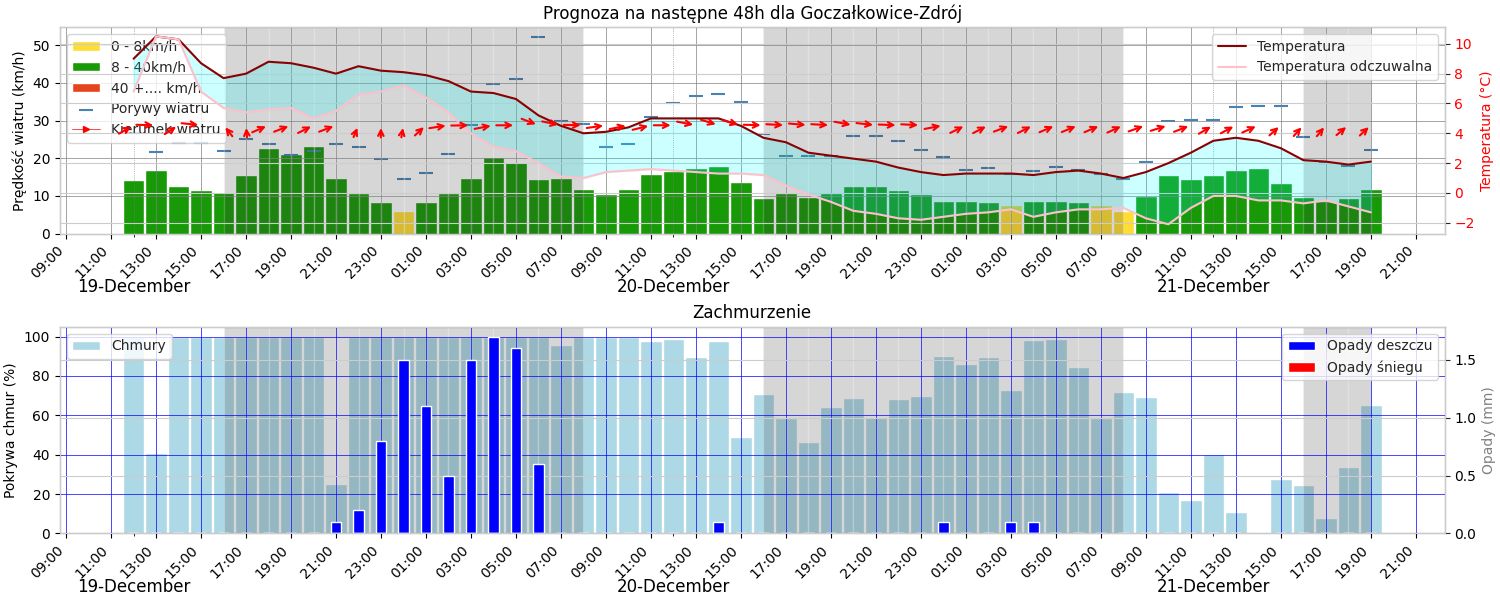 Prognoza na następne 48h dla Goczałkowice-Zdrój
Prędkość wiatru (km/h)
50
40
30
20
10
0
0 - 8km/h
8 - 40km/h
40 +.... km/h
Porywy wiatru
Kierunek wiatru
Temperatura
Temperatura odczuwalna
10
8
6
4
2
0
−2
Temperatura (°C)
09:00 11:00 13:00 15:00 17:00 19:00 21:00 23:00 01:00 03:00 05:00 07:00 09:00 11:00 13:00 15:00 17:00 19:00 21:00 23:00 01:00 03:00 05:00 07:00 09:00 11:00 13:00 15:00 17:00 19:00 21:00
19-December 20-December 21-December
Zachmurzenie
Pokrywa chmur (%)
100
80
60
40
20
0
Chmury
Opady deszczu
Opady śniegu
1.5
1.0
0.5
0.0
Opady (mm)
09:00 11:00 13:00 15:00 17:00 19:00 21:00 23:00 01:00 03:00 05:00 07:00 09:00 11:00 13:00 15:00 17:00 19:00 21:00 23:00 01:00 03:00 05:00 07:00 09:00 11:00 13:00 15:00 17:00 19:00 21:00
19-December 20-December 21-December